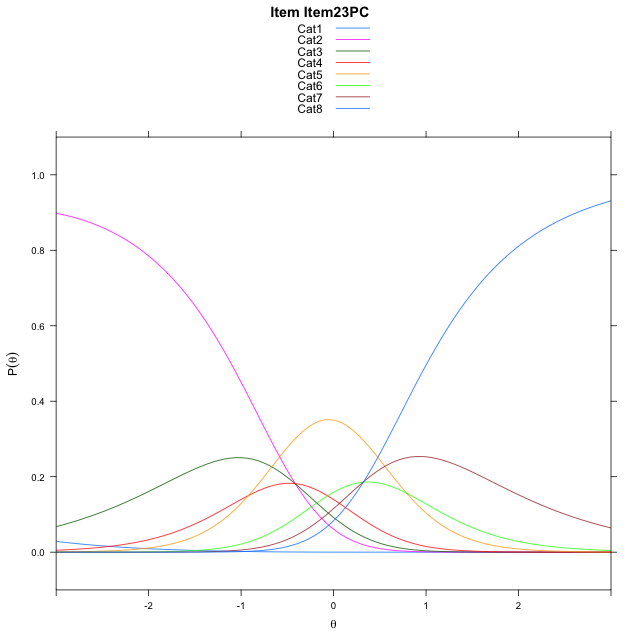 Item Item23PC
Cat1
Cat2
Cat3
Cat4
Cat5
Cat6
Cat7
Cat8
1.0
0.8
0.6
0.4
0.2
0.0
P(θ)
-2 -1 0 1 2
θ